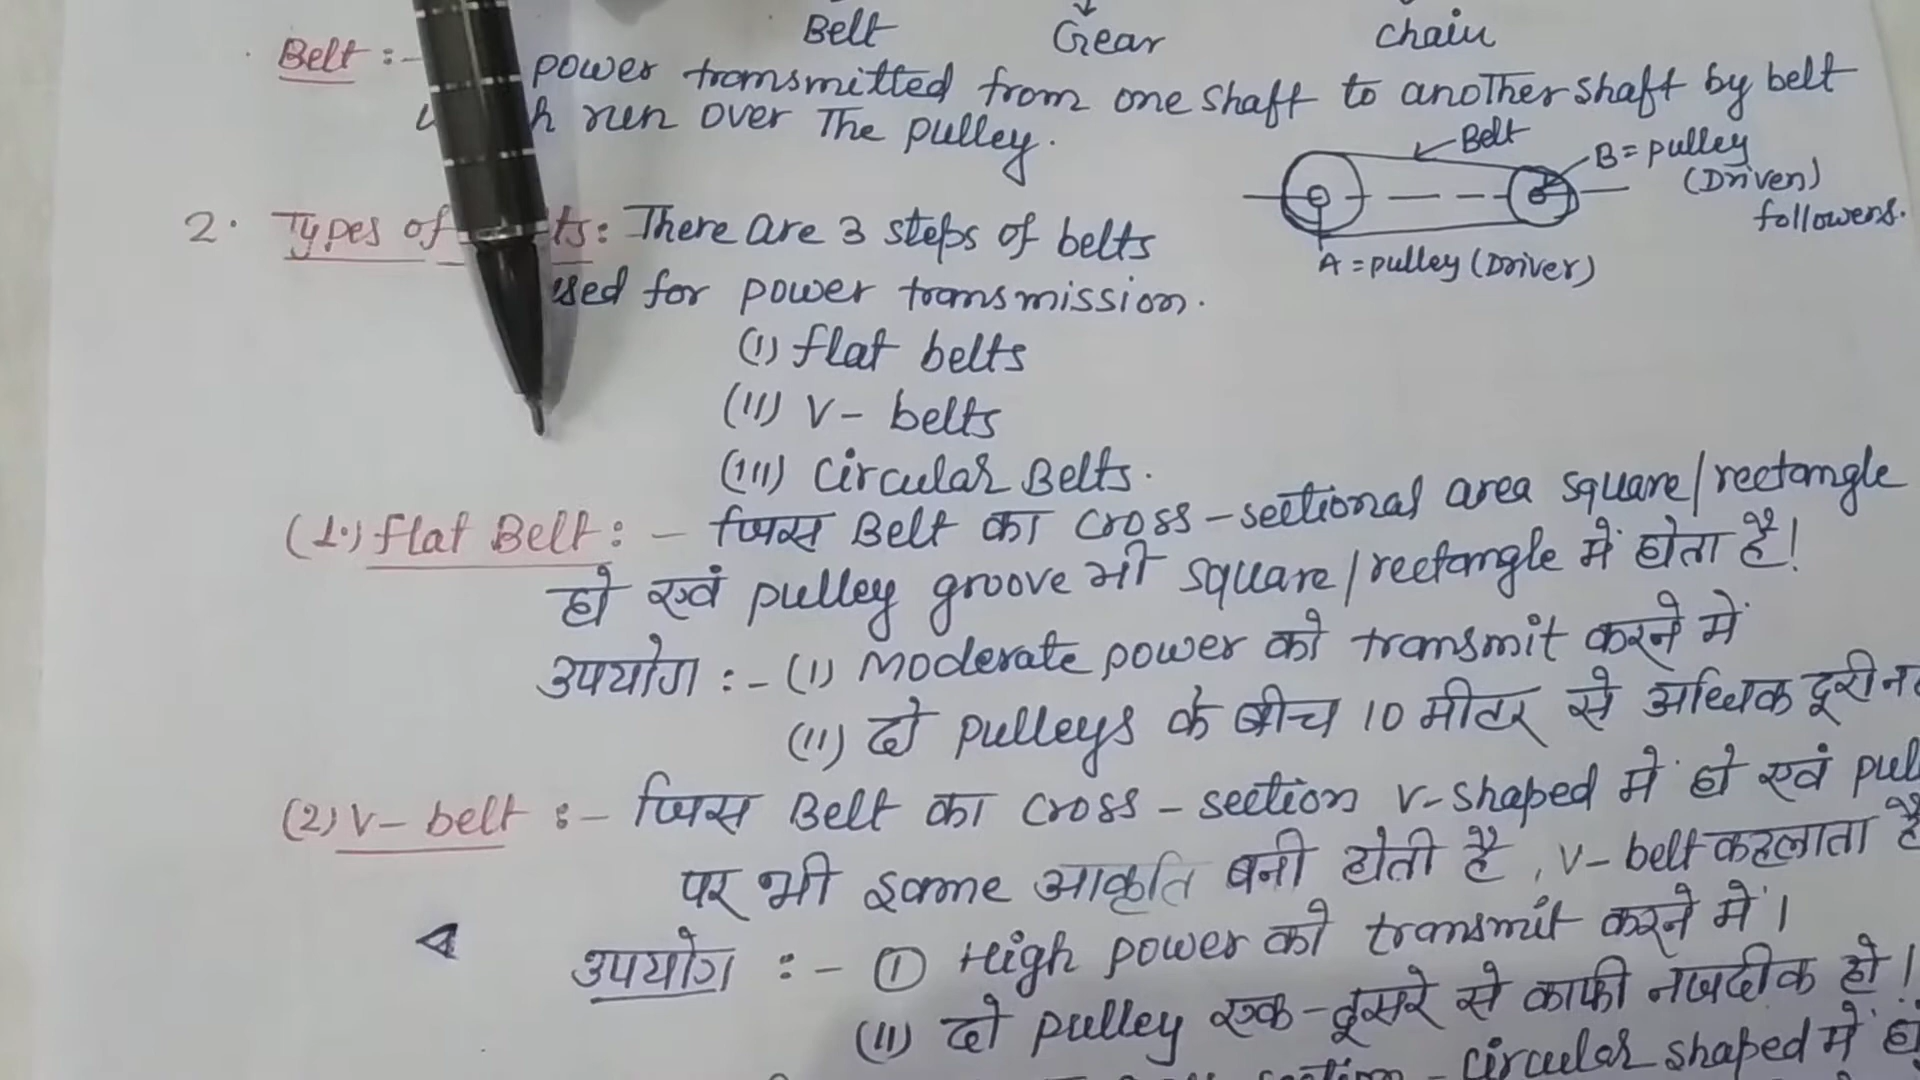 Belt Gear chain
Belt :- power transmitted from one shaft to another shaft by belt
h run over The pulley.
Belt
B = pulley
(Driven)
followers.
A = pulley (Driver)
2. Types of ts: There are 3 steps of belts
used for power transmission.
(I) flat belts
(II) V- belts
(III) Circular Belts.
(1.) flat Belt :- जिस Belt का cross-sectional area square/rectangle
हो एवं pulley groove भी square/rectangle में होता है!
उपयोग :- (I) Moderate power को transmit करने में
(II) दो pulleys के बीच 10 मीटर से अधिक दूरी
(2) V- belt :- जिस Belt का cross-section V-shaped में हो एवं
पर भी same आकृति बनी होती है, V-belt कहलाता है
उपयोग :- (I) High power को transmit करने में।
(II) दो pulley एक-दूसरे से काफी नजदीक हो!
circular shaped में